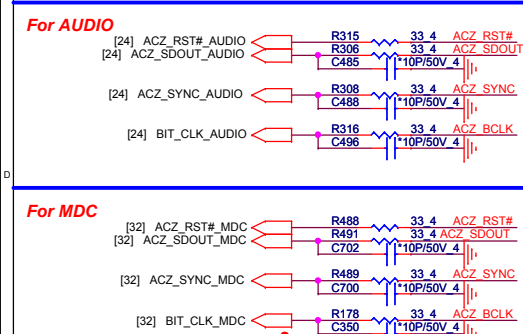 For AUDIO
[24] ACZ_RST#_AUDIO R315 33_4 ACZ_RST#
[24] ACZ_SDOUT_AUDIO R306 33_4 ACZ_SDOUT
C485 *10P/50V_4
[24] ACZ_SYNC_AUDIO R308 33_4 ACZ_SYNC
C488 *10P/50V_4
[24] BIT_CLK_AUDIO R316 33_4 ACZ_BCLK
C496 *10P/50V_4
D
For MDC
[32] ACZ_RST#_MDC R488 33_4 ACZ_RST#
[32] ACZ_SDOUT_MDC R491 33_4 ACZ_SDOUT
C702 *10P/50V_4
[32] ACZ_SYNC_MDC R489 33_4 ACZ_SYNC
C700 *10P/50V_4
[32] BIT_CLK_MDC R178 33_4 ACZ_BCLK
C350 *10P/50V_4